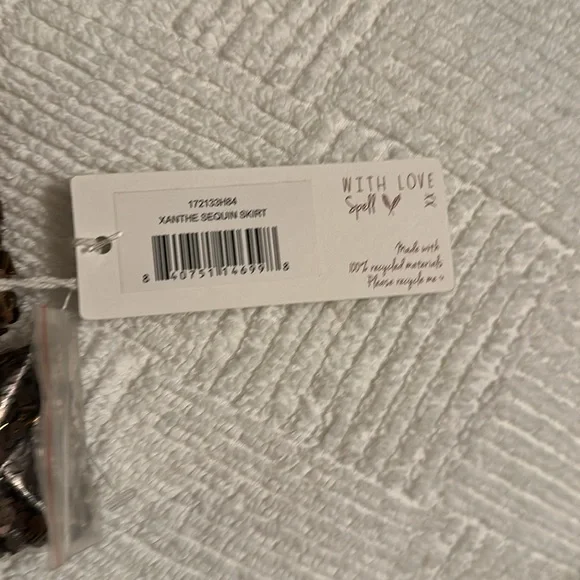 172133H84
XANTHE SEQUIN SKIRT
8 40751 14699 8
WITH LOVE
Spell
XX
Made with
100% recycled materials
Please recycle me